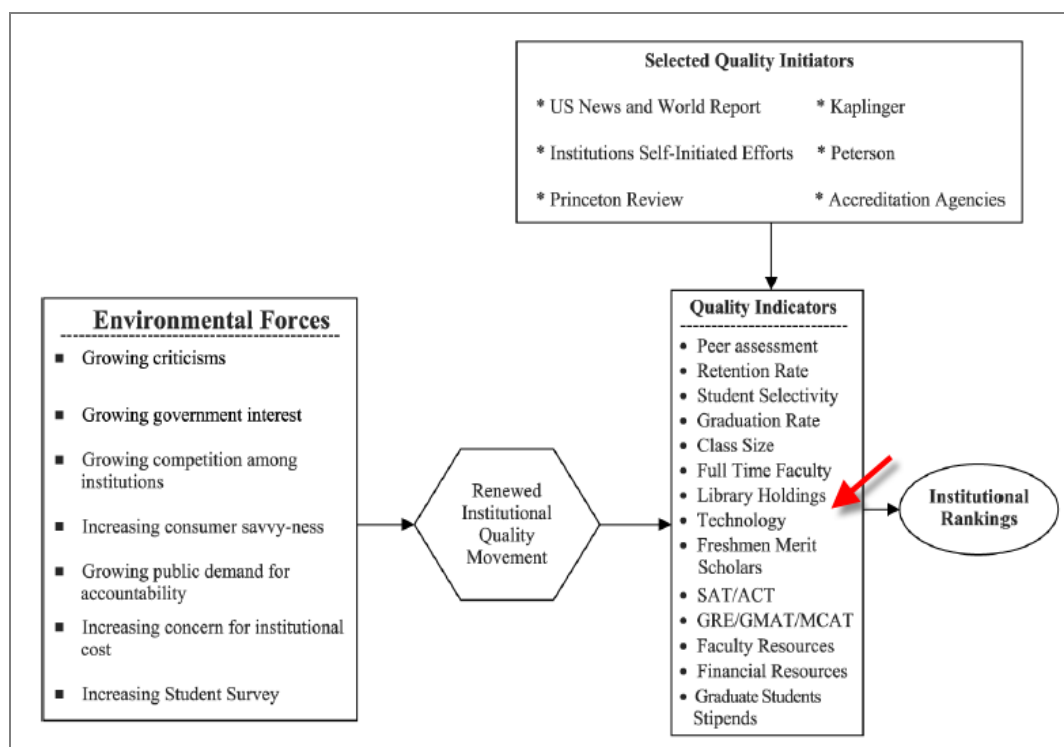 Selected Quality Initiators
* US News and World Report
* Kaplinger
* Institutions Self-Initiated Efforts
* Peterson
* Princeton Review
* Accreditation Agencies
Environmental Forces
▪ Growing criticisms
▪ Growing government interest
▪ Growing competition among
institutions
▪ Increasing consumer savvy-ness
▪ Growing public demand for
accountability
▪ Increasing concern for institutional
cost
▪ Increasing Student Survey
Renewed
Institutional
Quality
Movement
Quality Indicators
• Peer assessment
• Retention Rate
• Student Selectivity
• Graduation Rate
• Class Size
• Full Time Faculty
• Library Holdings
• Technology
• Freshmen Merit
Scholars
• SAT/ACT
• GRE/GMAT/MCAT
• Faculty Resources
• Financial Resources
• Graduate Students
Stipends
Institutional
Rankings